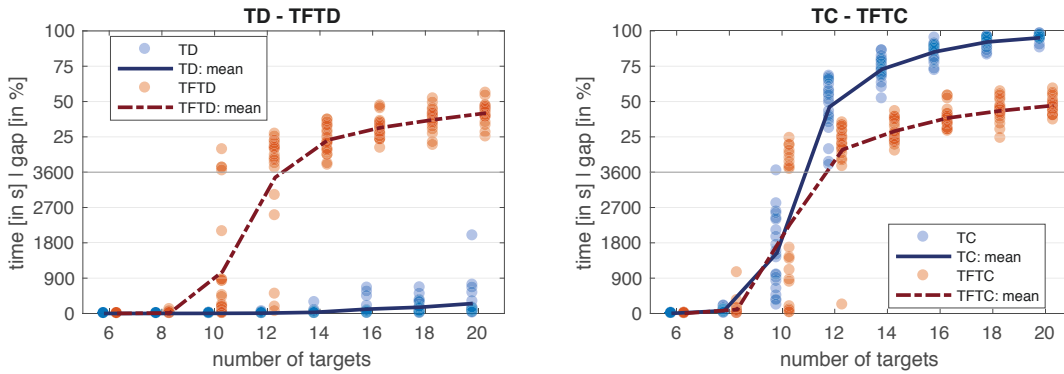 TD - TFTD
time [in s] | gap [in %]
100
75
50
25
3600
2700
1800
900
0
TD
TD: mean
TFTD
TFTD: mean
6 8 10 12 14 16 18 20
number of targets
TC - TFTC
time [in s] | gap [in %]
100
75
50
25
3600
2700
1800
900
0
TC
TC: mean
TFTC
TFTC: mean
6 8 10 12 14 16 18 20
number of targets